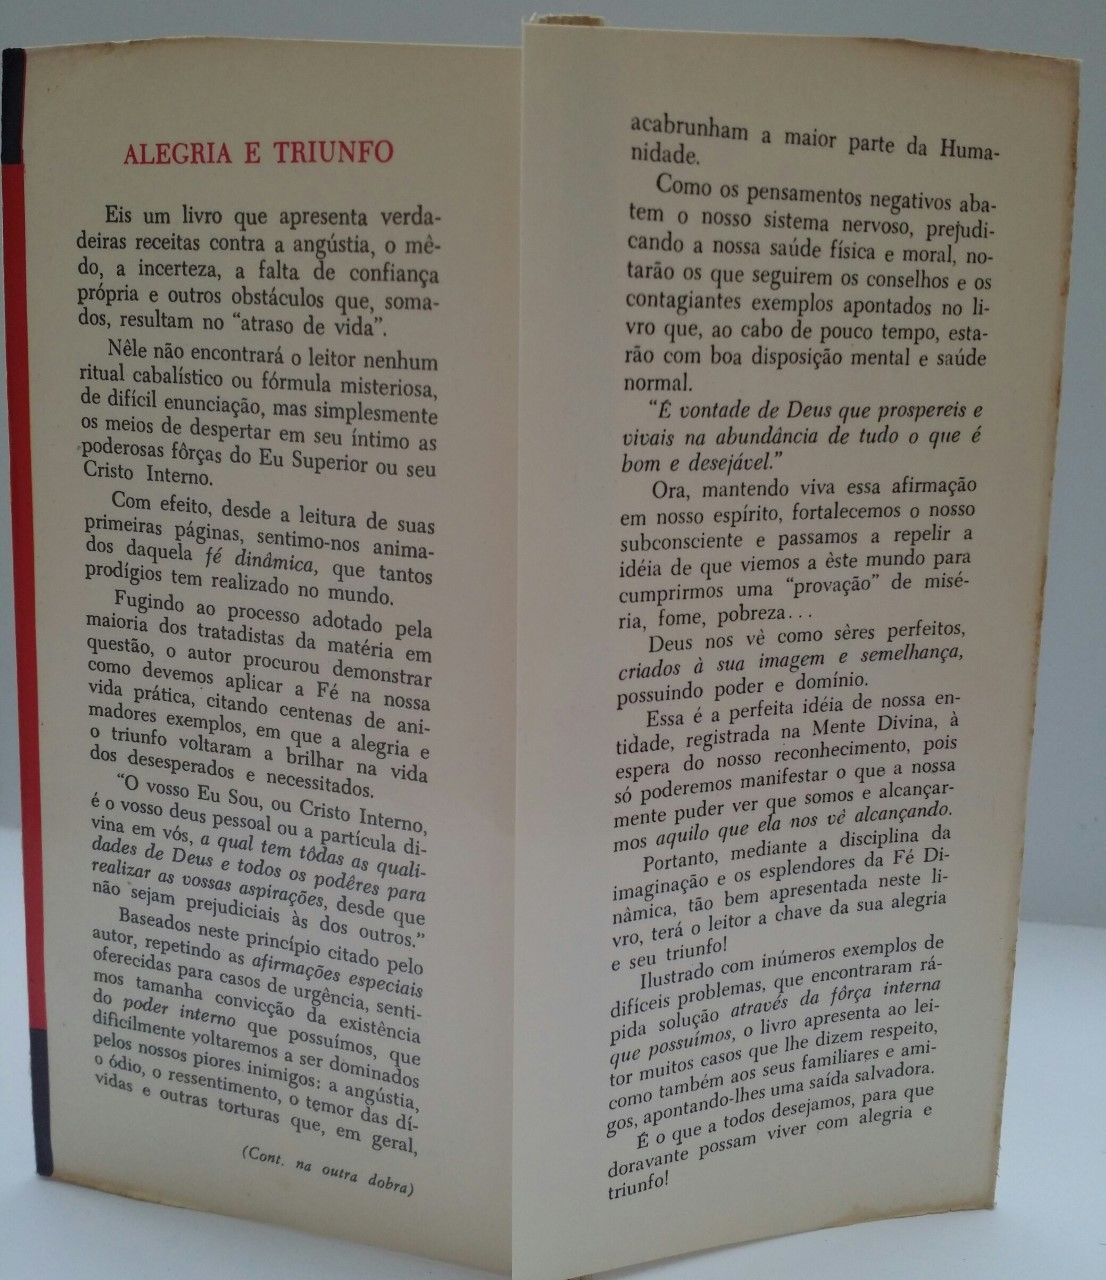 ALEGRIA E TRIUNFO
Eis um livro que apresenta verda-
deiras receitas contra a angústia, o mê-
do, a incerteza, a falta de confiança
própria e outros obstáculos que, soma-
dos, resultam no "atraso de vida".
Nêle não encontrará o leitor nenhum
ritual cabalístico ou fórmula misteriosa,
de difícil enunciação, mas simplesmente
os meios de despertar em seu íntimo as
poderosas fôrças do Eu Superior ou seu
Cristo Interno.
Com efeito, desde a leitura de suas
primeiras páginas, sentimo-nos anima-
dos daquela fé dinâmica, que tantos
prodígios tem realizado no mundo.
Fugindo ao processo adotado pela
maioria dos tratadistas da matéria em
questão, o autor procurou demonstrar
como devemos aplicar a Fé na nossa
vida prática, citando centenas de ani-
madores exemplos, em que a alegria e
o triunfo voltaram a brilhar na vida
dos desesperados e necessitados.
"O vosso Eu Sou, ou Cristo Interno,
é o vosso deus pessoal ou a partícula di-
vina em vós, a qual tem tôdas as quali-
dades de Deus e todos os podêres para
realizar as vossas aspirações, desde que
não sejam prejudiciais às dos outros."
Baseados neste princípio citado pelo
autor, repetindo as afirmações especiais
oferecidas para casos de urgência, senti-
mos tamanha convicção da existência
do poder interno que possuímos, que
dificilmente voltaremos a ser dominados
pelos nossos piores inimigos: a angústia,
o ódio, o ressentimento, o temor das dí-
vidas e outras torturas que, em geral,
(Cont. na outra dobra)
acabrunham a maior parte da Huma-
nidade.
Como os pensamentos negativos aba-
tem o nosso sistema nervoso, prejudi-
cando a nossa saúde física e moral, no-
tarão os que seguirem os conselhos e os
contagiantes exemplos apontados no li-
vro que, ao cabo de pouco tempo, esta-
rão com boa disposição mental e saúde
normal.
"É vontade de Deus que prospereis e
vivais na abundância de tudo o que é
bom e desejável."
Ora, mantendo viva essa afirmação
em nosso espírito, fortalecemos o nosso
subconsciente e passamos a repelir a
idéia de que viemos a êste mundo para
cumprirmos uma "provação" de misé-
ria, fome, pobreza...
Deus nos vê como sêres perfeitos,
criados à sua imagem e semelhança,
possuindo poder e domínio.
Essa é a perfeita idéia de nossa en-
tidade, registrada na Mente Divina, à
espera do nosso reconhecimento, pois
só poderemos manifestar o que a nossa
mente puder ver que somos e alcançar-
mos aquilo que ela nos vê alcançando.
Portanto, mediante a disciplina da
imaginação e os esplendores da Fé Di-
nâmica, tão bem apresentada neste li-
vro, terá o leitor a chave da sua alegria
e seu triunfo!
Ilustrado com inúmeros exemplos de
difíceis problemas, que encontraram rá-
pida solução através da fôrça interna
que possuímos, o livro apresenta ao lei-
tor muitos casos que lhe dizem respeito,
como também aos seus familiares e ami-
gos, apontando-lhes uma saída salvadora.
É o que a todos desejamos, para que
doravante possam viver com alegria e
triunfo!